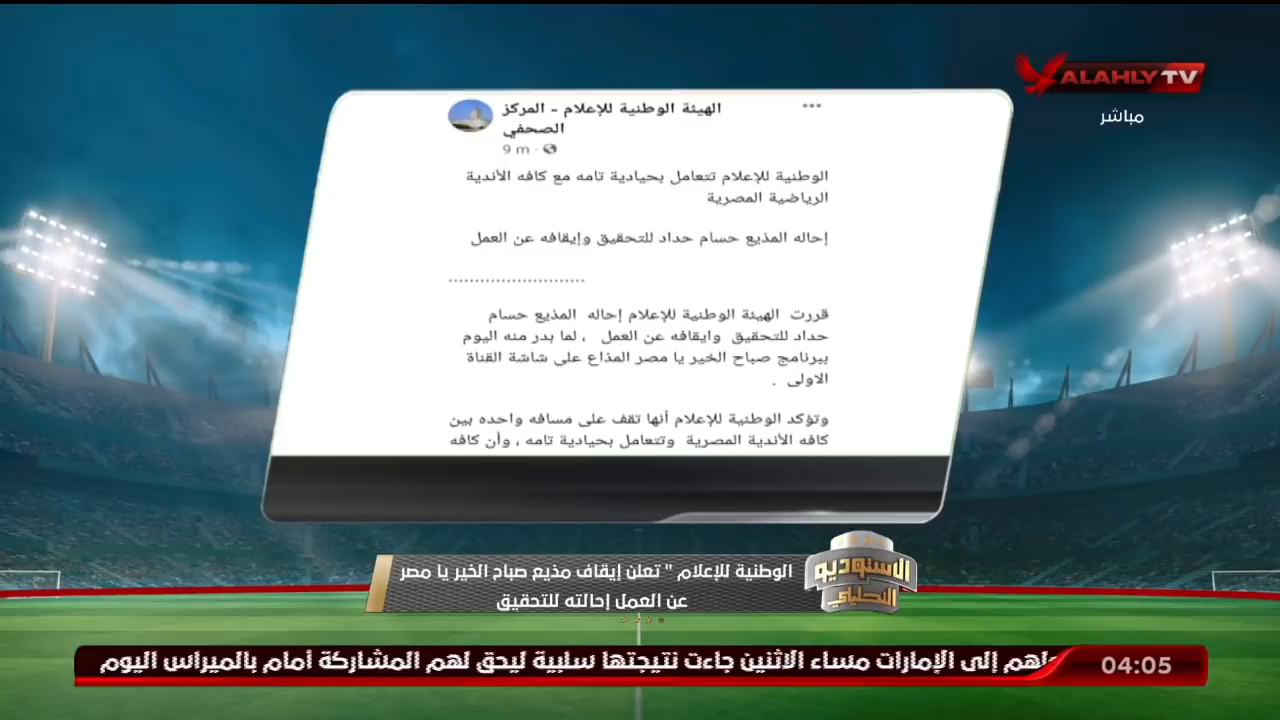 ALAHLY TV
مباشر
الهيئة الوطنية للإعلام - المركز
الصحفي
9 m
الوطنية للإعلام تتعامل بحيادية تامه مع كافه الأندية
الرياضية المصرية
إحاله المذيع حسام حداد للتحقيق وإيقافه عن العمل
..........................
قررت الهيئة الوطنية للإعلام إحاله المذيع حسام
حداد للتحقيق وايقافه عن العمل ، لما بدر منه اليوم
ببرنامج صباح الخير يا مصر المذاع على شاشة القناة
الاولى .
وتؤكد الوطنية للإعلام أنها تقف على مسافه واحده بين
كافه الأندية المصرية وتتعامل بحيادية تامه ، وأن كافه
الاستوديو
التحليلي
الوطنية للإعلام " تعلن إيقاف مذيع صباح الخير يا مصر
عن العمل إحالته للتحقيق
إلى الإمارات مساء الاثنين جاءت نتيجتها سلبية ليحق لهم المشاركة أمام بالميراس اليوم
04:05